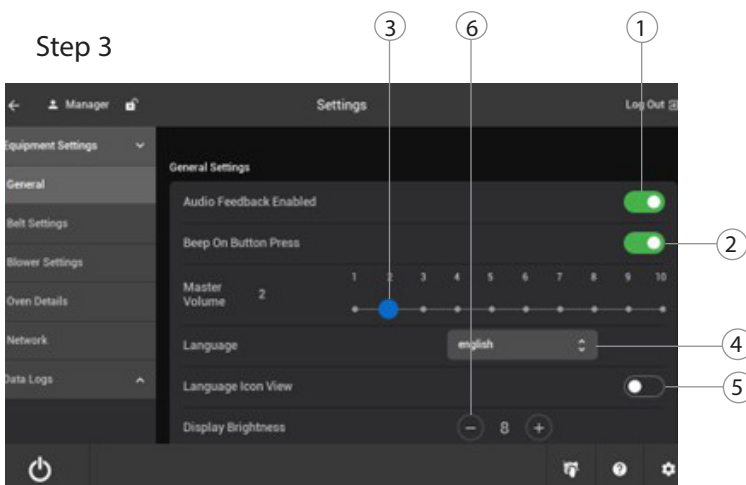 3 6 1
Step 3
Manager Settings Log Out
Equipment Settings
General Settings
General
Audio Feedback Enabled
Belt Settings
Beep On Button Press 2
Blower Settings
1 2 3 4 5 6 7 8 9 10
Master Volume 2
Oven Details
Network
Language english 4
Data Logs
Language Icon View 5
Display Brightness − 8 +